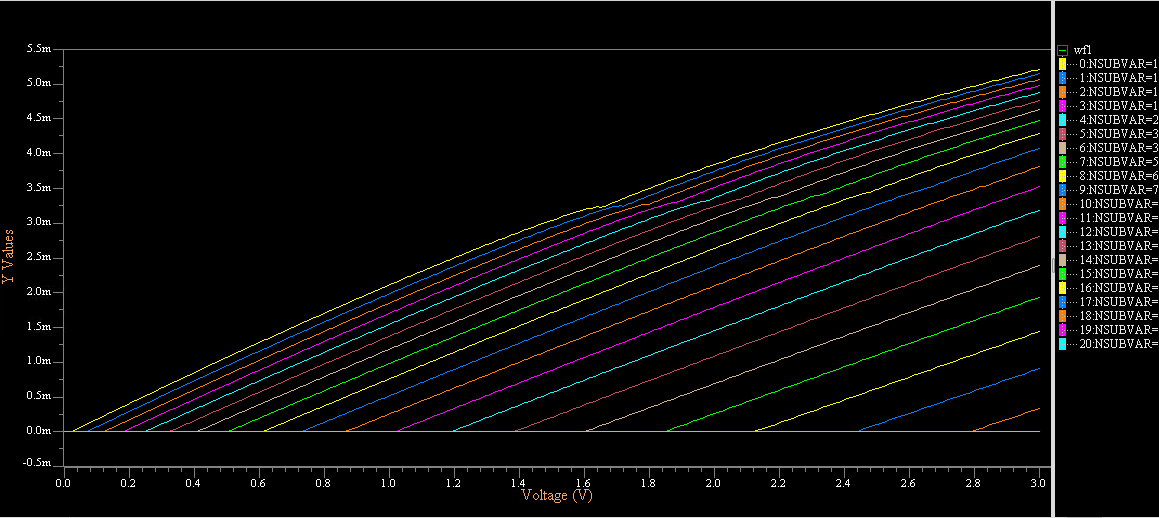 5.5m
5.0m
4.5m
4.0m
3.5m
3.0m
2.5m
2.0m
1.5m
1.0m
0.5m
0.0m
-0.5m
Y Values
0.0 0.2 0.4 0.6 0.8 1.0 1.2 1.4 1.6 1.8 2.0 2.2 2.4 2.6 2.8 3.0
Voltage (V)
wf1
0:NSUBVAR=1
1:NSUBVAR=1
2:NSUBVAR=1
3:NSUBVAR=1
4:NSUBVAR=2
5:NSUBVAR=3
6:NSUBVAR=3
7:NSUBVAR=5
8:NSUBVAR=6
9:NSUBVAR=7
10:NSUBVAR=
11:NSUBVAR=
12:NSUBVAR=
13:NSUBVAR=
14:NSUBVAR=
15:NSUBVAR=
16:NSUBVAR=
17:NSUBVAR=
18:NSUBVAR=
19:NSUBVAR=
20:NSUBVAR=